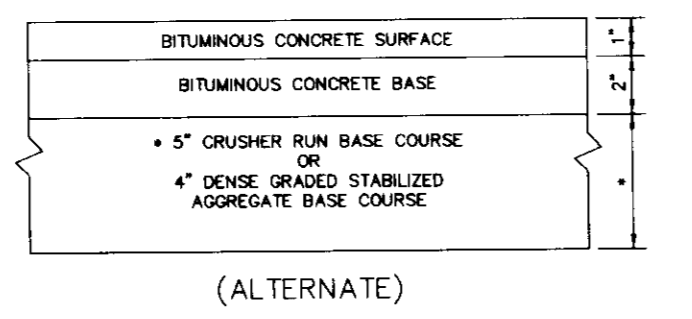 BITUMINOUS CONCRETE SURFACE
1"
BITUMINOUS CONCRETE BASE
2"
* 5" CRUSHER RUN BASE COURSE
OR
4" DENSE GRADED STABILIZED
AGGREGATE BASE COURSE
*
(ALTERNATE)